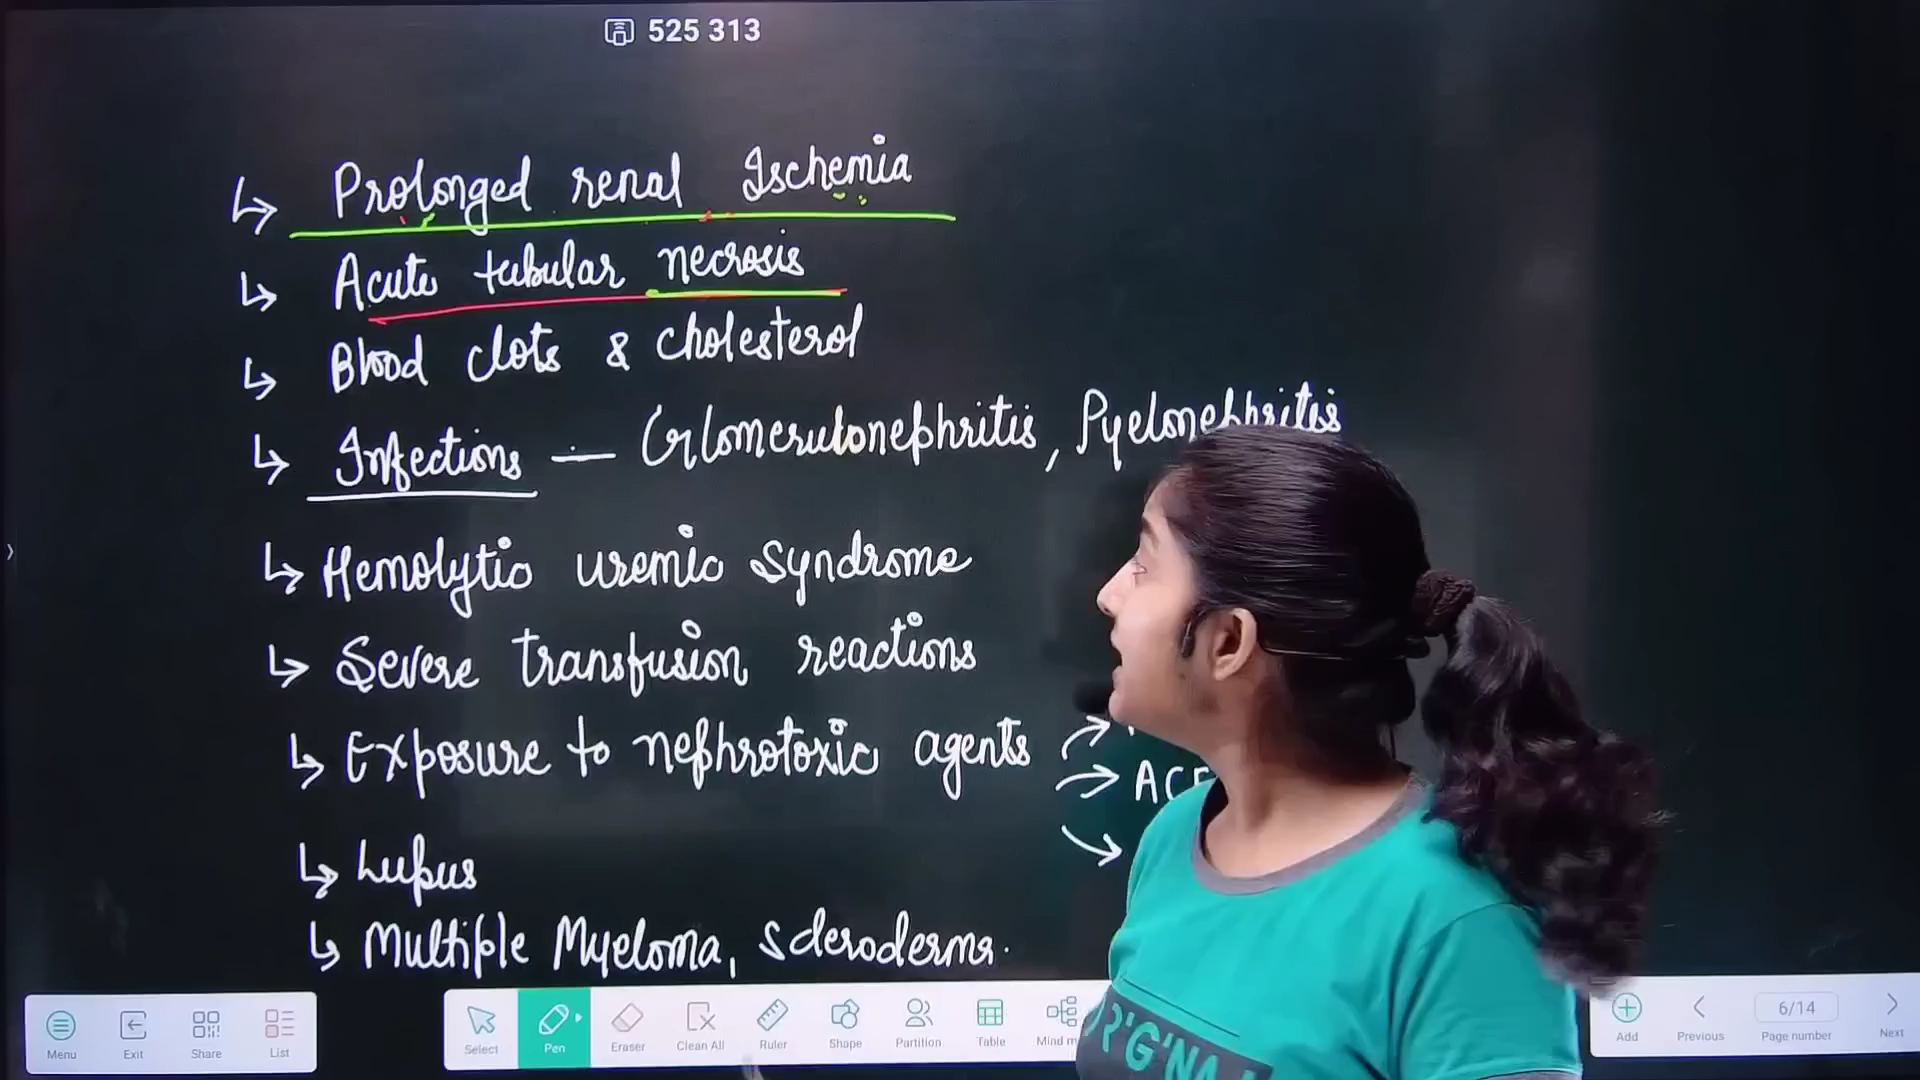 525 313
↳ Prolonged renal Ischemia
↳ Acute tubular necrosis
↳ Blood clots & cholesterol
↳ Infections — Glomerulonephritis, Pyelonephritis
↳ Hemolytic uremic Syndrome
↳ Severe transfusion reactions
↳ Exposure to nephrotoxic agents →
→
→
↳ Lupus
↳ Multiple Myeloma, Scleroderma.
Menu Exit Share List Select Pen Eraser Clean All Ruler Shape Partition Table Mind Add Previous 6/14 Page number Next